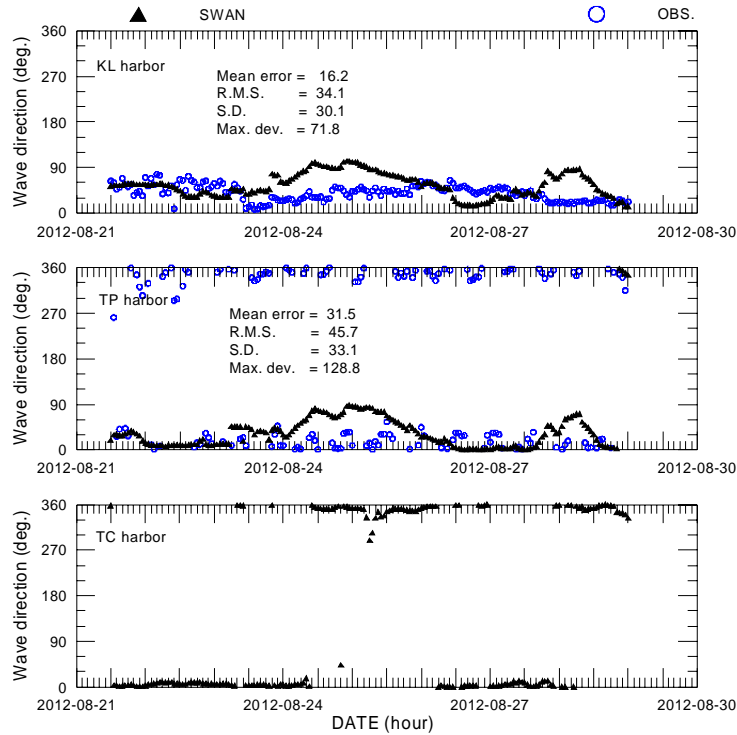 SWAN OBS.
Wave direction (deg.)
360
270
180
90
0
KL harbor
Mean error = 16.2
R.M.S. = 34.1
S.D. = 30.1
Max. dev. = 71.8
2012-08-21 2012-08-24 2012-08-27 2012-08-30
Wave direction (deg.)
360
270
180
90
0
TP harbor
Mean error = 31.5
R.M.S. = 45.7
S.D. = 33.1
Max. dev. = 128.8
2012-08-21 2012-08-24 2012-08-27 2012-08-30
Wave direction (deg.)
360
270
180
90
0
TC harbor
2012-08-21 2012-08-24 2012-08-27 2012-08-30
DATE (hour)